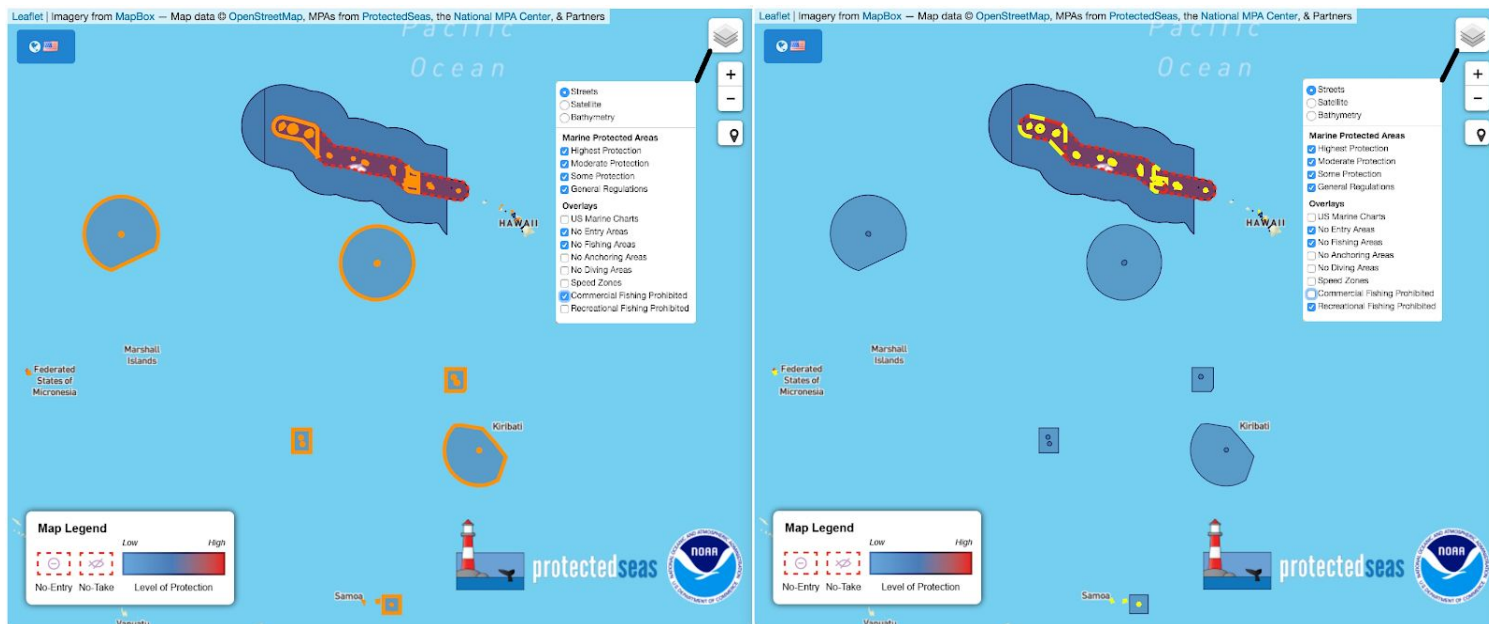 Leaflet | Imagery from MapBox — Map data © OpenStreetMap, MPAs from ProtectedSeas, the National MPA Center, & Partners
Pacific
Ocean
+
−
Streets
Satellite
Bathymetry
Marine Protected Areas
Highest Protection
Moderate Protection
Some Protection
General Regulations
Overlays
US Marine Charts
No Entry Areas
No Fishing Areas
No Anchoring Areas
No Diving Areas
Speed Zones
Commercial Fishing Prohibited
Recreational Fishing Prohibited
HAWAII
Marshall
Islands
Federated
States of
Micronesia
Kiribati
Map Legend
Low High
No-Entry No-Take Level of Protection
protectedseas
NOAA
Samoa
Vanuatu
Leaflet | Imagery from MapBox — Map data © OpenStreetMap, MPAs from ProtectedSeas, the National MPA Center, & Partners
Pacific
Ocean
+
−
Streets
Satellite
Bathymetry
Marine Protected Areas
Highest Protection
Moderate Protection
Some Protection
General Regulations
Overlays
US Marine Charts
No Entry Areas
No Fishing Areas
No Anchoring Areas
No Diving Areas
Speed Zones
Commercial Fishing Prohibited
Recreational Fishing Prohibited
HAWAII
Marshall
Islands
Federated
States of
Micronesia
Kiribati
Map Legend
Low High
No-Entry No-Take Level of Protection
protectedseas
NOAA
Samoa
Vanuatu